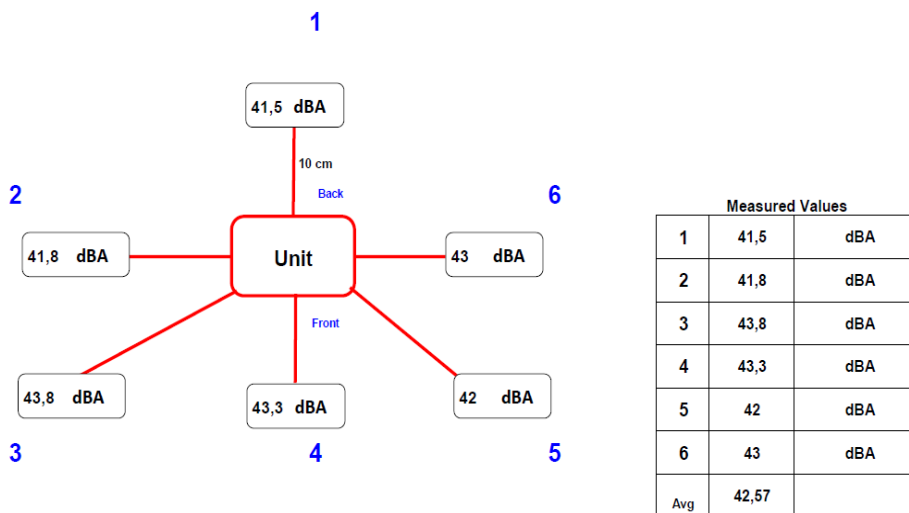 1
41,5 dBA
10 cm
Back
2
6
41,8 dBA
Unit
43 dBA
Front
43,8 dBA
43,3 dBA
42 dBA
3
4
5
Measured Values
1 41,5 dBA
2 41,8 dBA
3 43,8 dBA
4 43,3 dBA
5 42 dBA
6 43 dBA
Avg 42,57